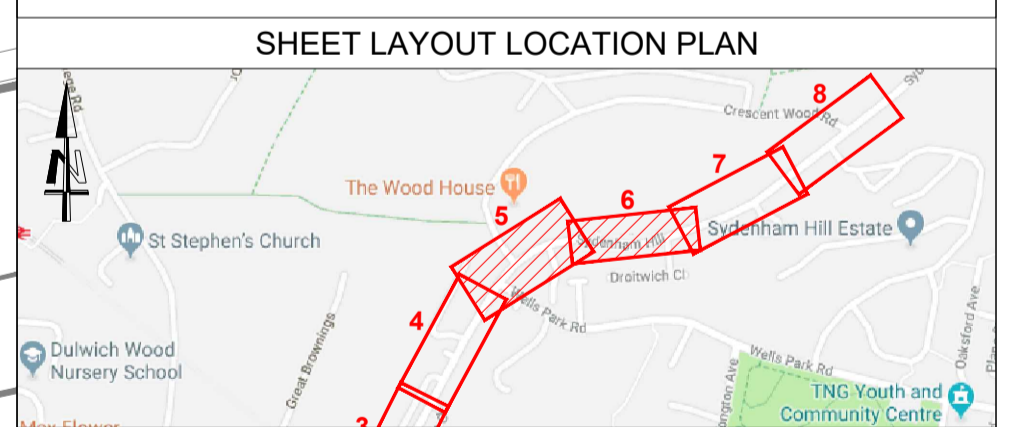 SHEET LAYOUT LOCATION PLAN
8
Crescent Wood Rd
7
The Wood House
6
5
N
St Stephen's Church
Sydenham Hill
Sydenham Hill Estate
Droitwich Cl
Wells Park Rd
4
Great Brownings
Dulwich Wood
Nursery School
Wells Park Rd
Oaksford Ave
TNG Youth and
Community Centre
3